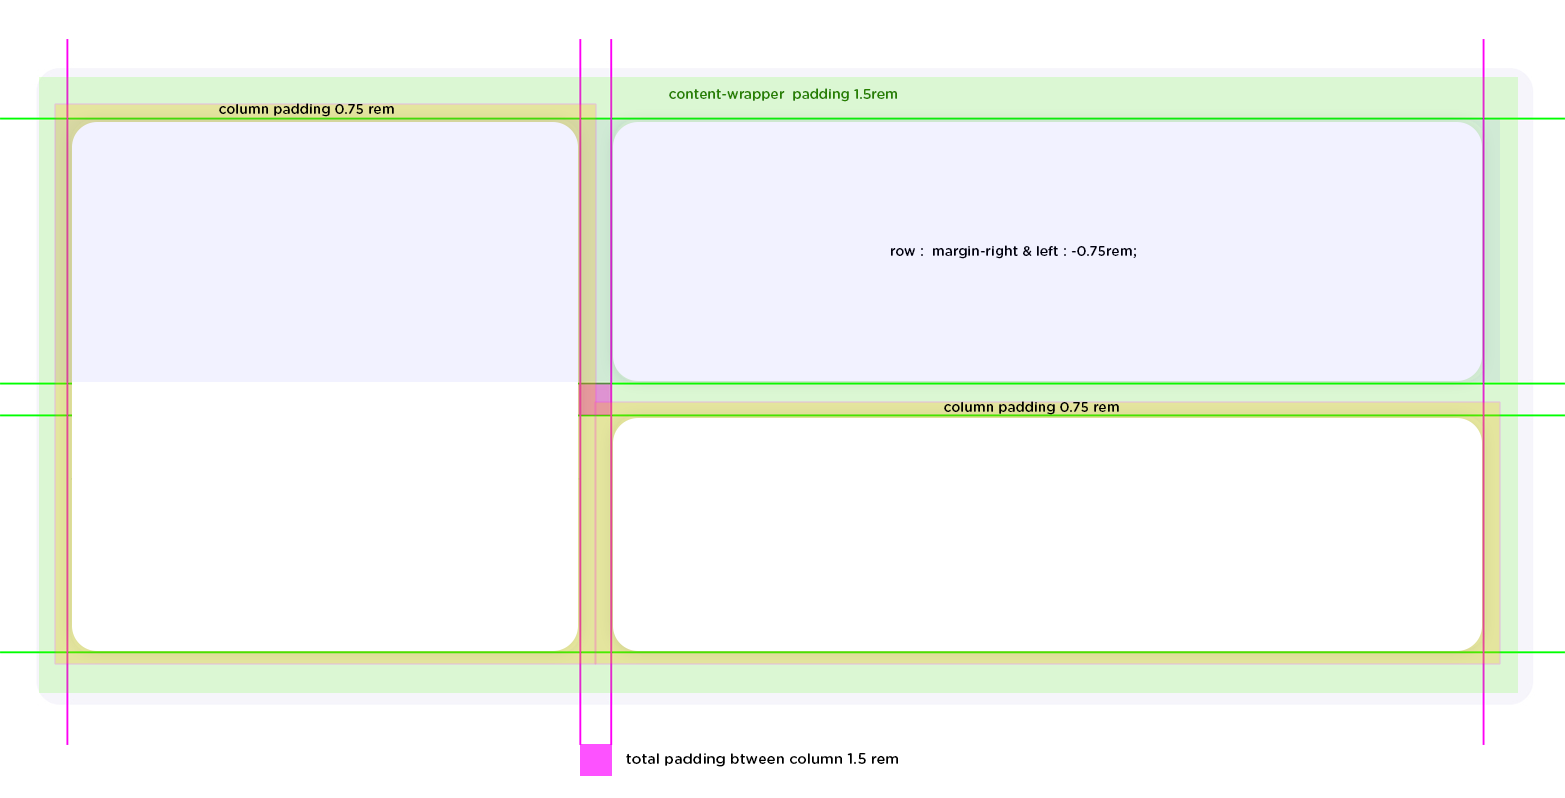 content-wrapper  padding 1.5rem
column padding 0.75 rem
row :  margin-right & left : -0.75rem;
column padding 0.75 rem
total padding btween column 1.5 rem